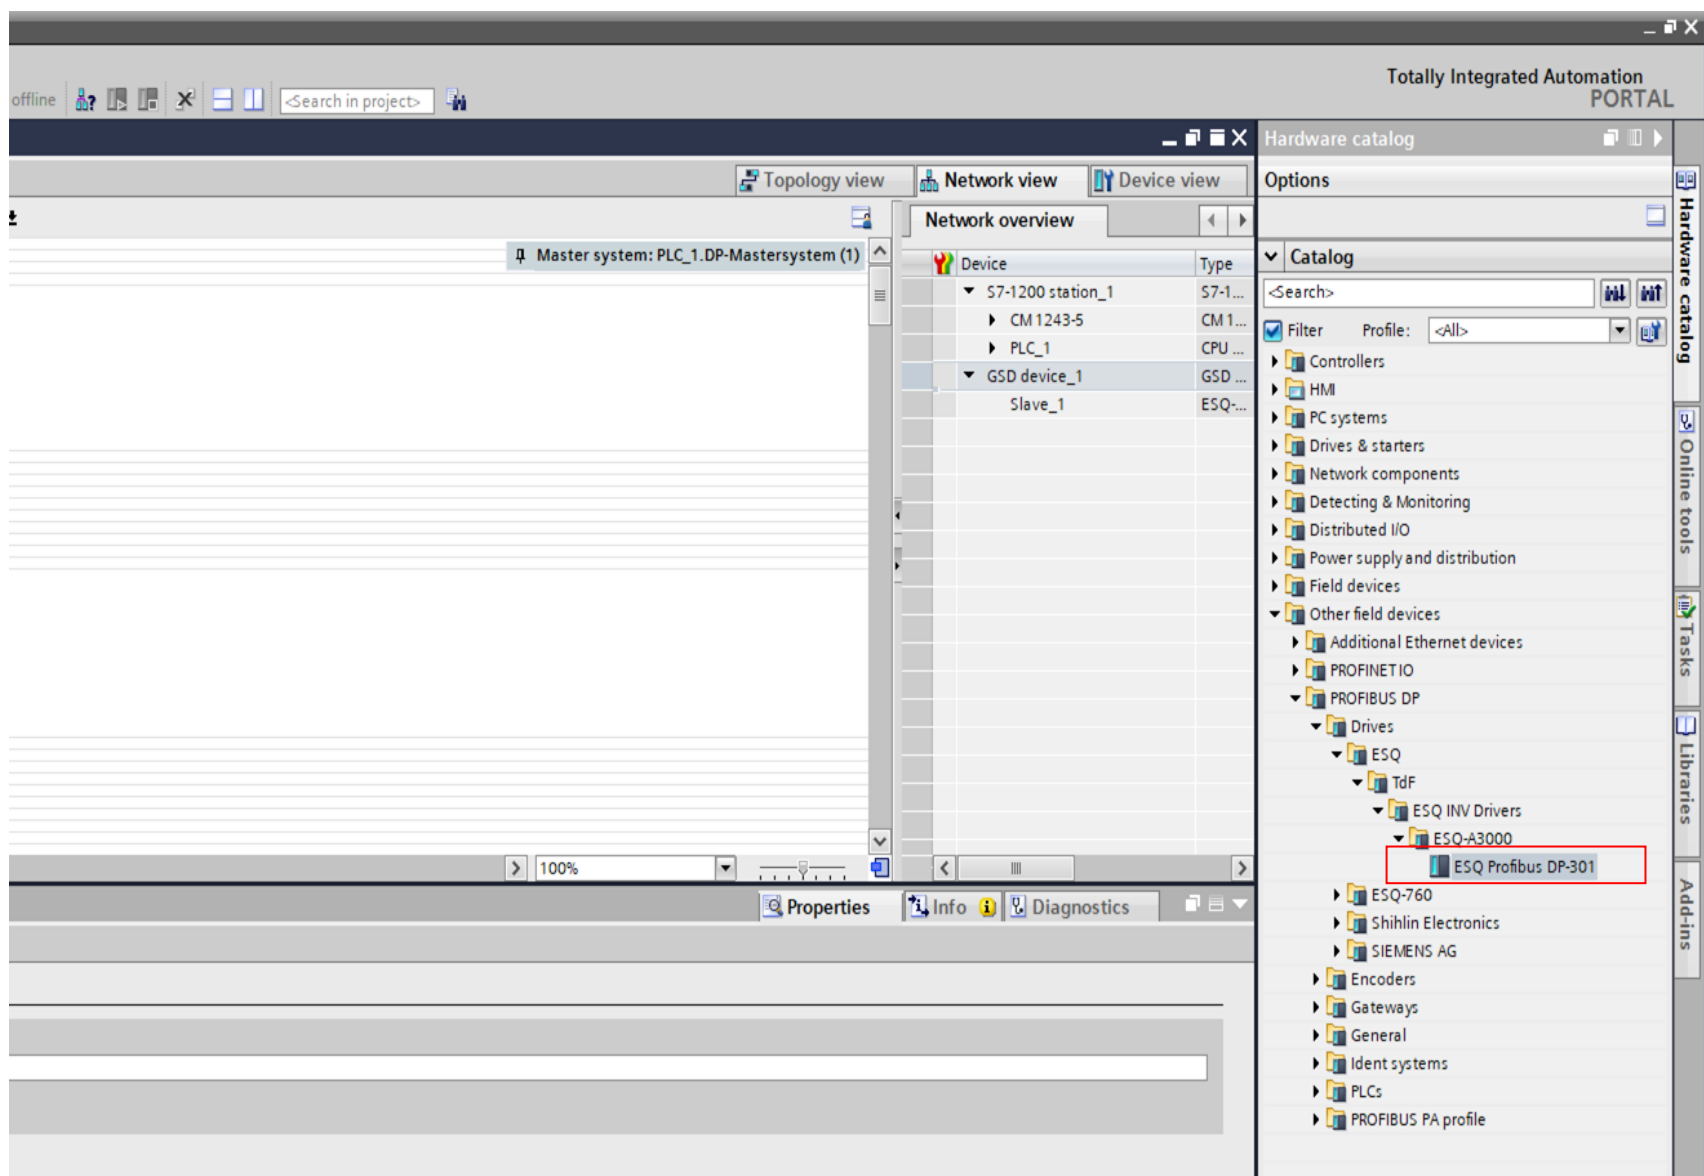 Totally Integrated Automation
PORTAL
offline
<Search in project>
Hardware catalog
Topology view
Network view
Device view
Options
Network overview
Master system: PLC_1.DP-Mastersystem (1)
Device
Type
S7-1200 station_1
S7-1...
CM 1243-5
CM 1...
PLC_1
CPU ...
GSD device_1
GSD ...
Slave_1
ESQ-...
100%
Properties
Info
Diagnostics
Catalog
<Search>
Filter
Profile:
<All>
Controllers
HMI
PC systems
Drives & starters
Network components
Detecting & Monitoring
Distributed I/O
Power supply and distribution
Field devices
Other field devices
Additional Ethernet devices
PROFINET IO
PROFIBUS DP
Drives
ESQ
TdF
ESQ INV Drivers
ESQ-A3000
ESQ Profibus DP-301
ESQ-760
Shihlin Electronics
SIEMENS AG
Encoders
Gateways
General
Ident systems
PLCs
PROFIBUS PA profile
Hardware catalog
Online tools
Tasks
Libraries
Add-ins